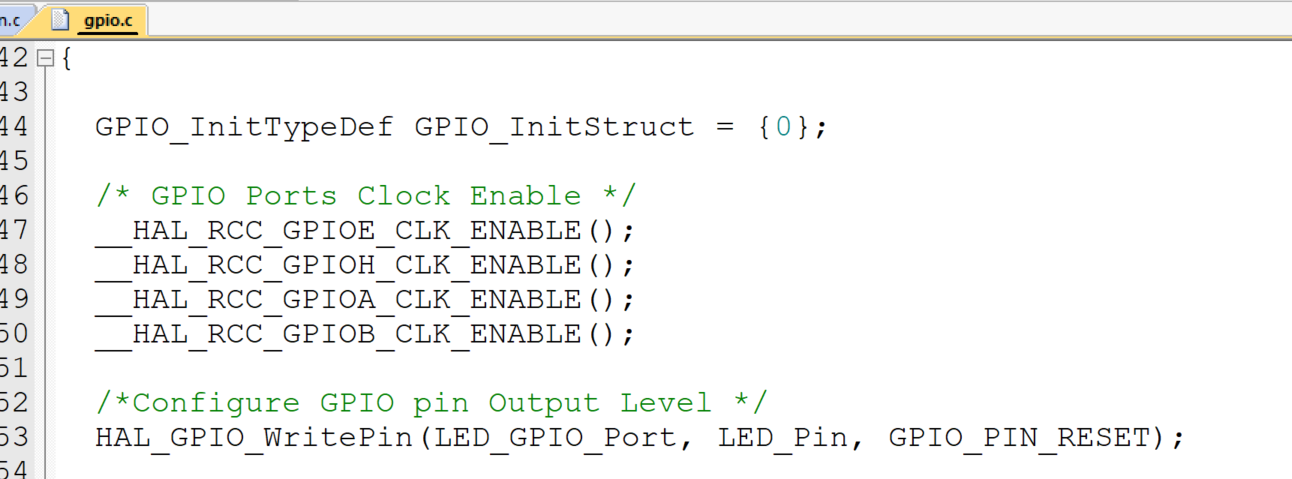 n.c gpio.c
42 {
43
44 GPIO_InitTypeDef GPIO_InitStruct = {0};
45
46 /* GPIO Ports Clock Enable */
47 __HAL_RCC_GPIOE_CLK_ENABLE();
48 __HAL_RCC_GPIOH_CLK_ENABLE();
49 __HAL_RCC_GPIOA_CLK_ENABLE();
50 __HAL_RCC_GPIOB_CLK_ENABLE();
51
52 /*Configure GPIO pin Output Level */
53 HAL_GPIO_WritePin(LED_GPIO_Port, LED_Pin, GPIO_PIN_RESET);
54